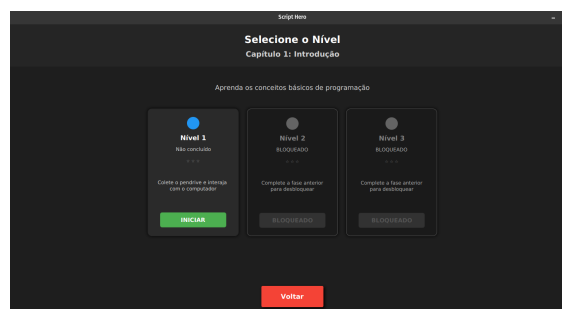 Script Hero
Selecione o Nível
Capítulo 1: Introdução
Aprenda os conceitos básicos de programação
Nível 1
Não concluído
Colete o pendrive e interaja
com o computador
INICIAR
Nível 2
BLOQUEADO
Complete a fase anterior
para desbloquear
BLOQUEADO
Nível 3
BLOQUEADO
Complete a fase anterior
para desbloquear
BLOQUEADO
Voltar